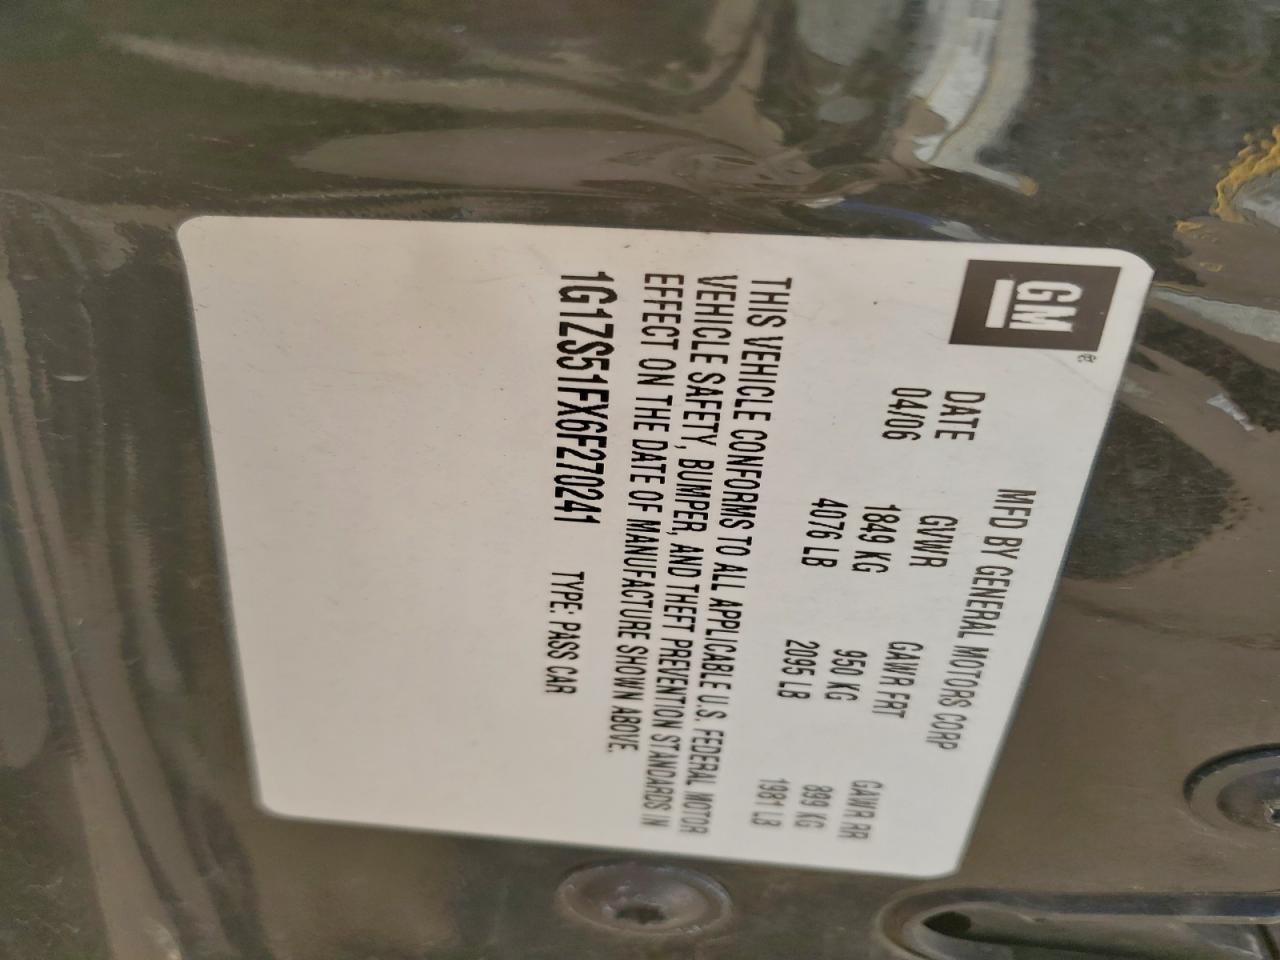 GM
MFD BY GENERAL MOTORS CORP
DATE GVWR GAWR FRT GAWR RR
04/06 1849 KG 950 KG 899 KG
4076 LB 2095 LB 1981 LB
THIS VEHICLE CONFORMS TO ALL APPLICABLE U.S. FEDERAL MOTOR
VEHICLE SAFETY, BUMPER, AND THEFT PREVENTION STANDARDS IN
EFFECT ON THE DATE OF MANUFACTURE SHOWN ABOVE.
1G1ZS51FX6F270241 TYPE: PASS CAR